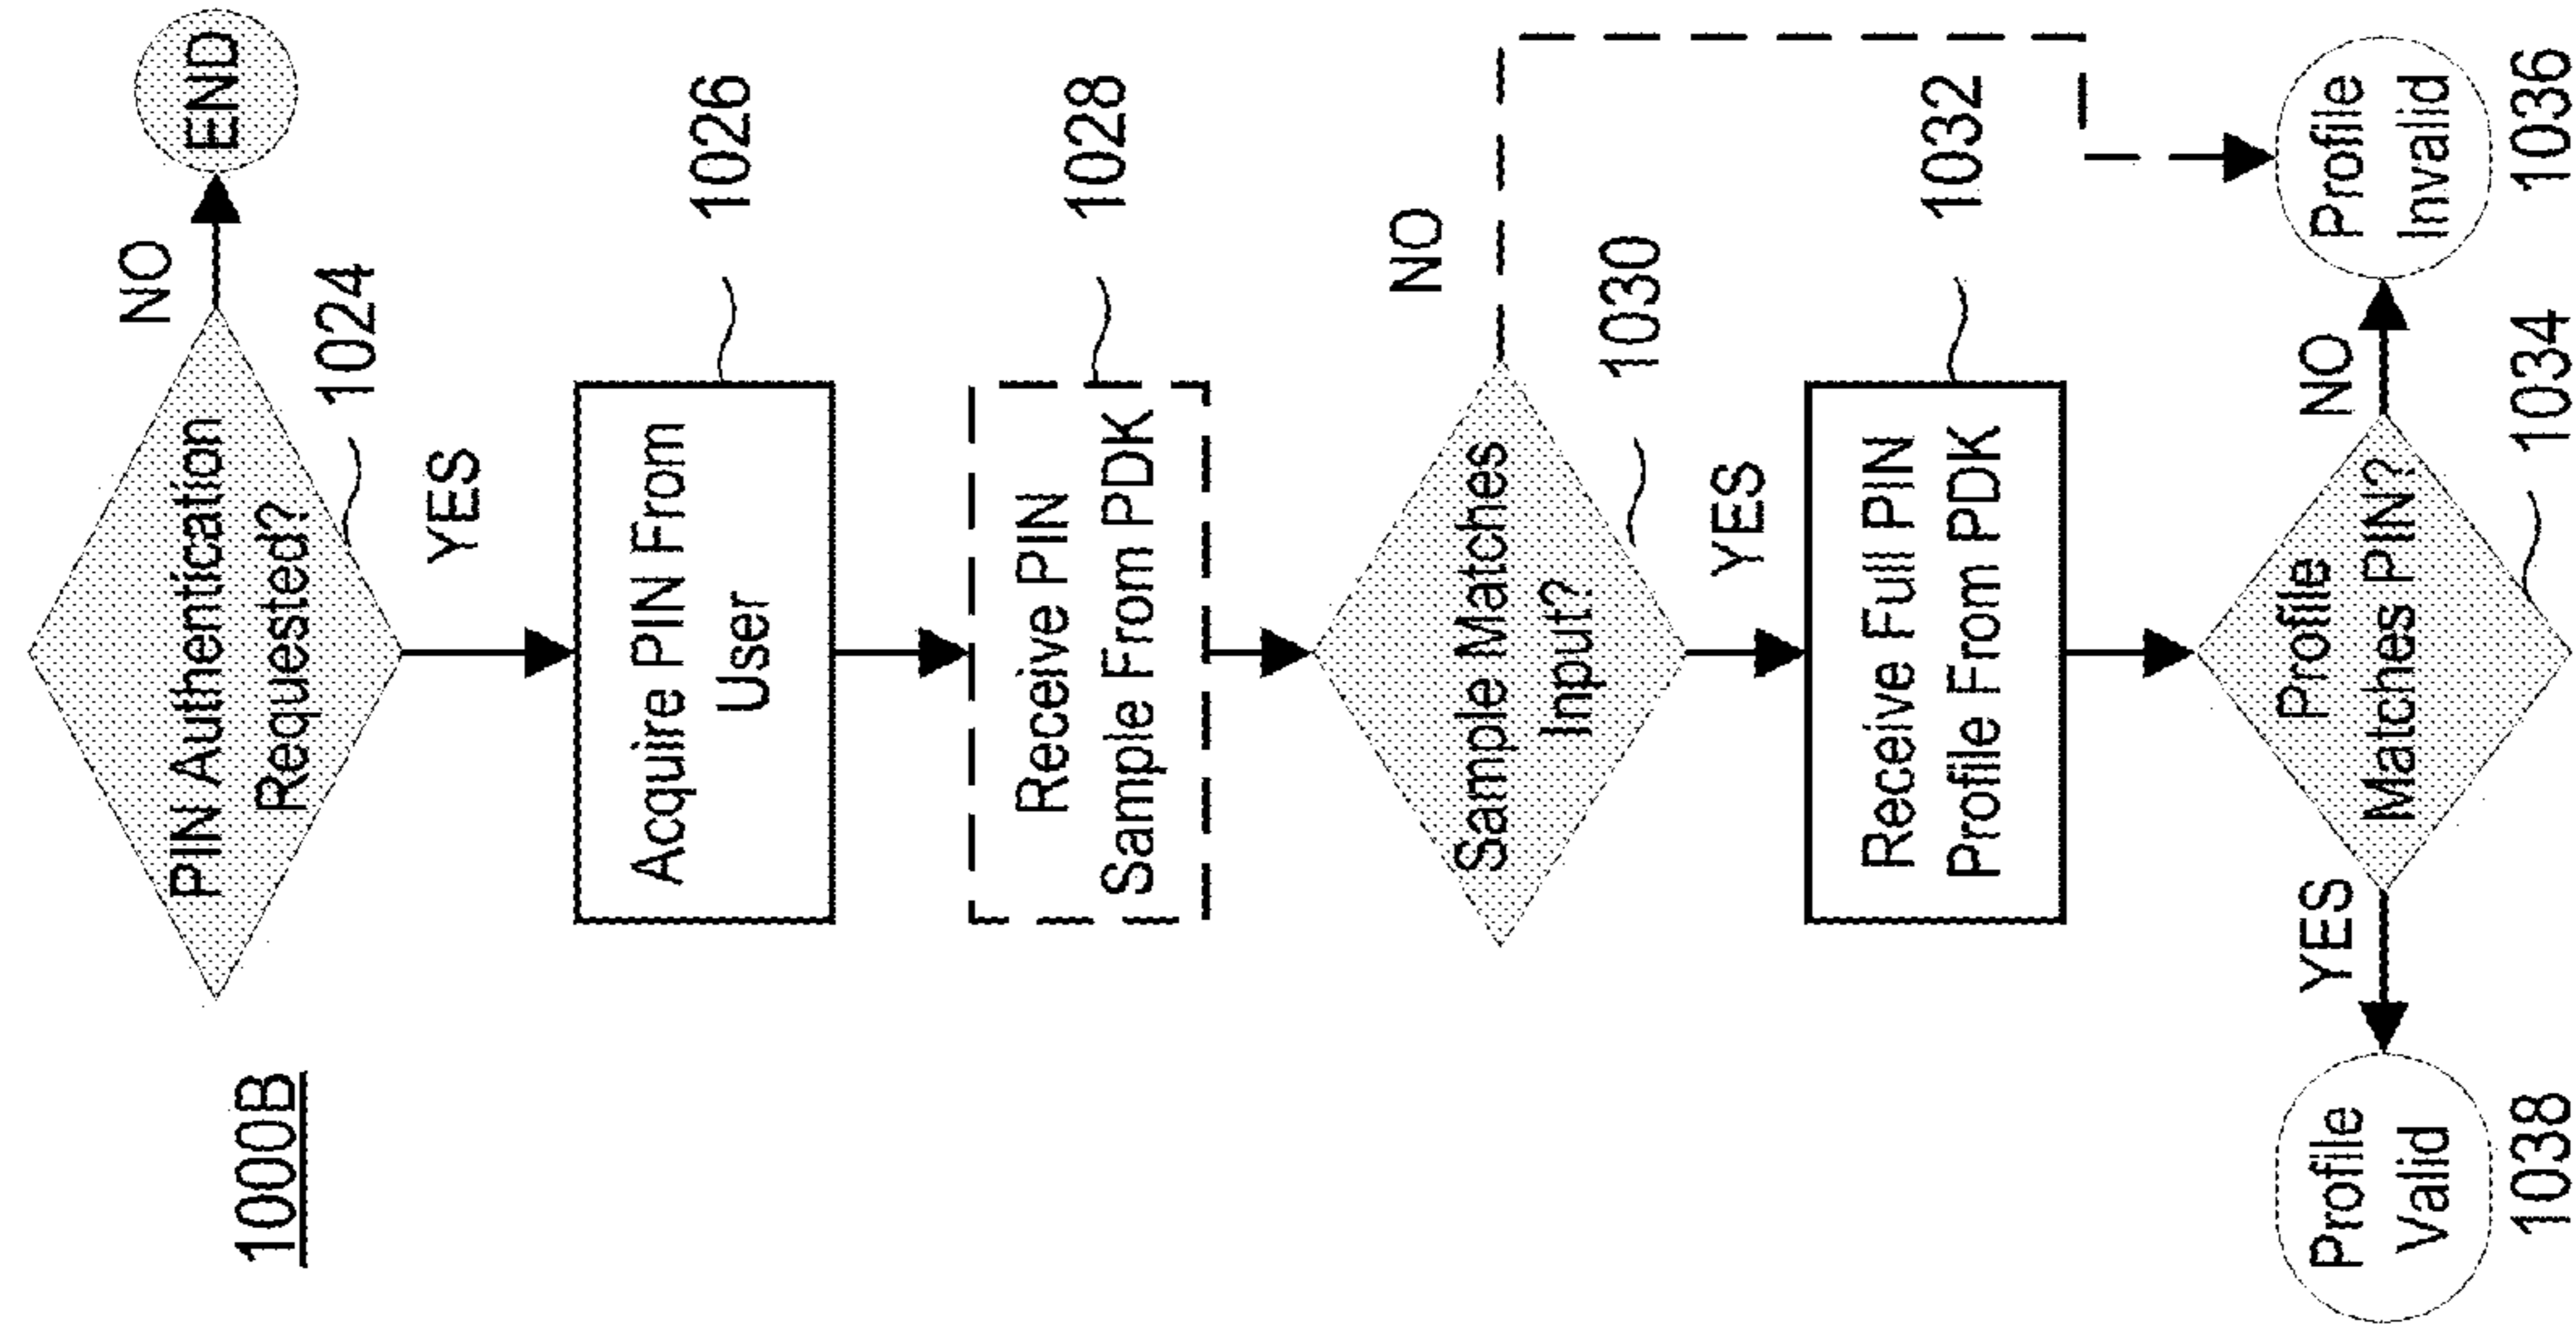 1000B
PIN Authentication
Requested?
NO
END
1024
YES
Acquire PIN From
User
1026
Receive PIN
Sample From PDK
1028
Sample Matches
Input?
NO
1030
YES
Receive Full PIN
Profile From PDK
1032
Profile
Matches PIN?
1034
YES
NO
Profile
Valid
1038
Profile
Invalid
1036